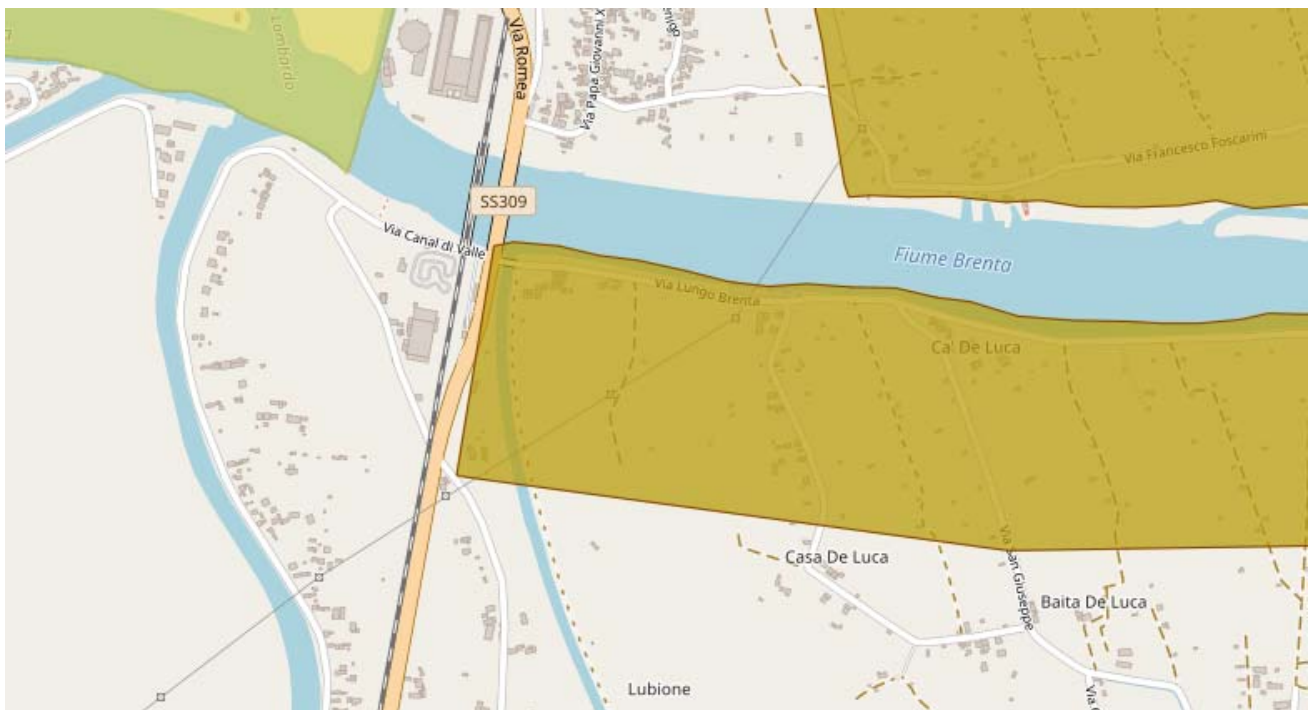 Lombardo
Via Romea
Via Papa Giovanni X
Via Francesco Foscarini
SS309
Via Canal di Valle
Fiume Brenta
Via Lungo Brenta
Ca' De Luca
Casa De Luca
Via San Giuseppe
Baita De Luca
Lubione